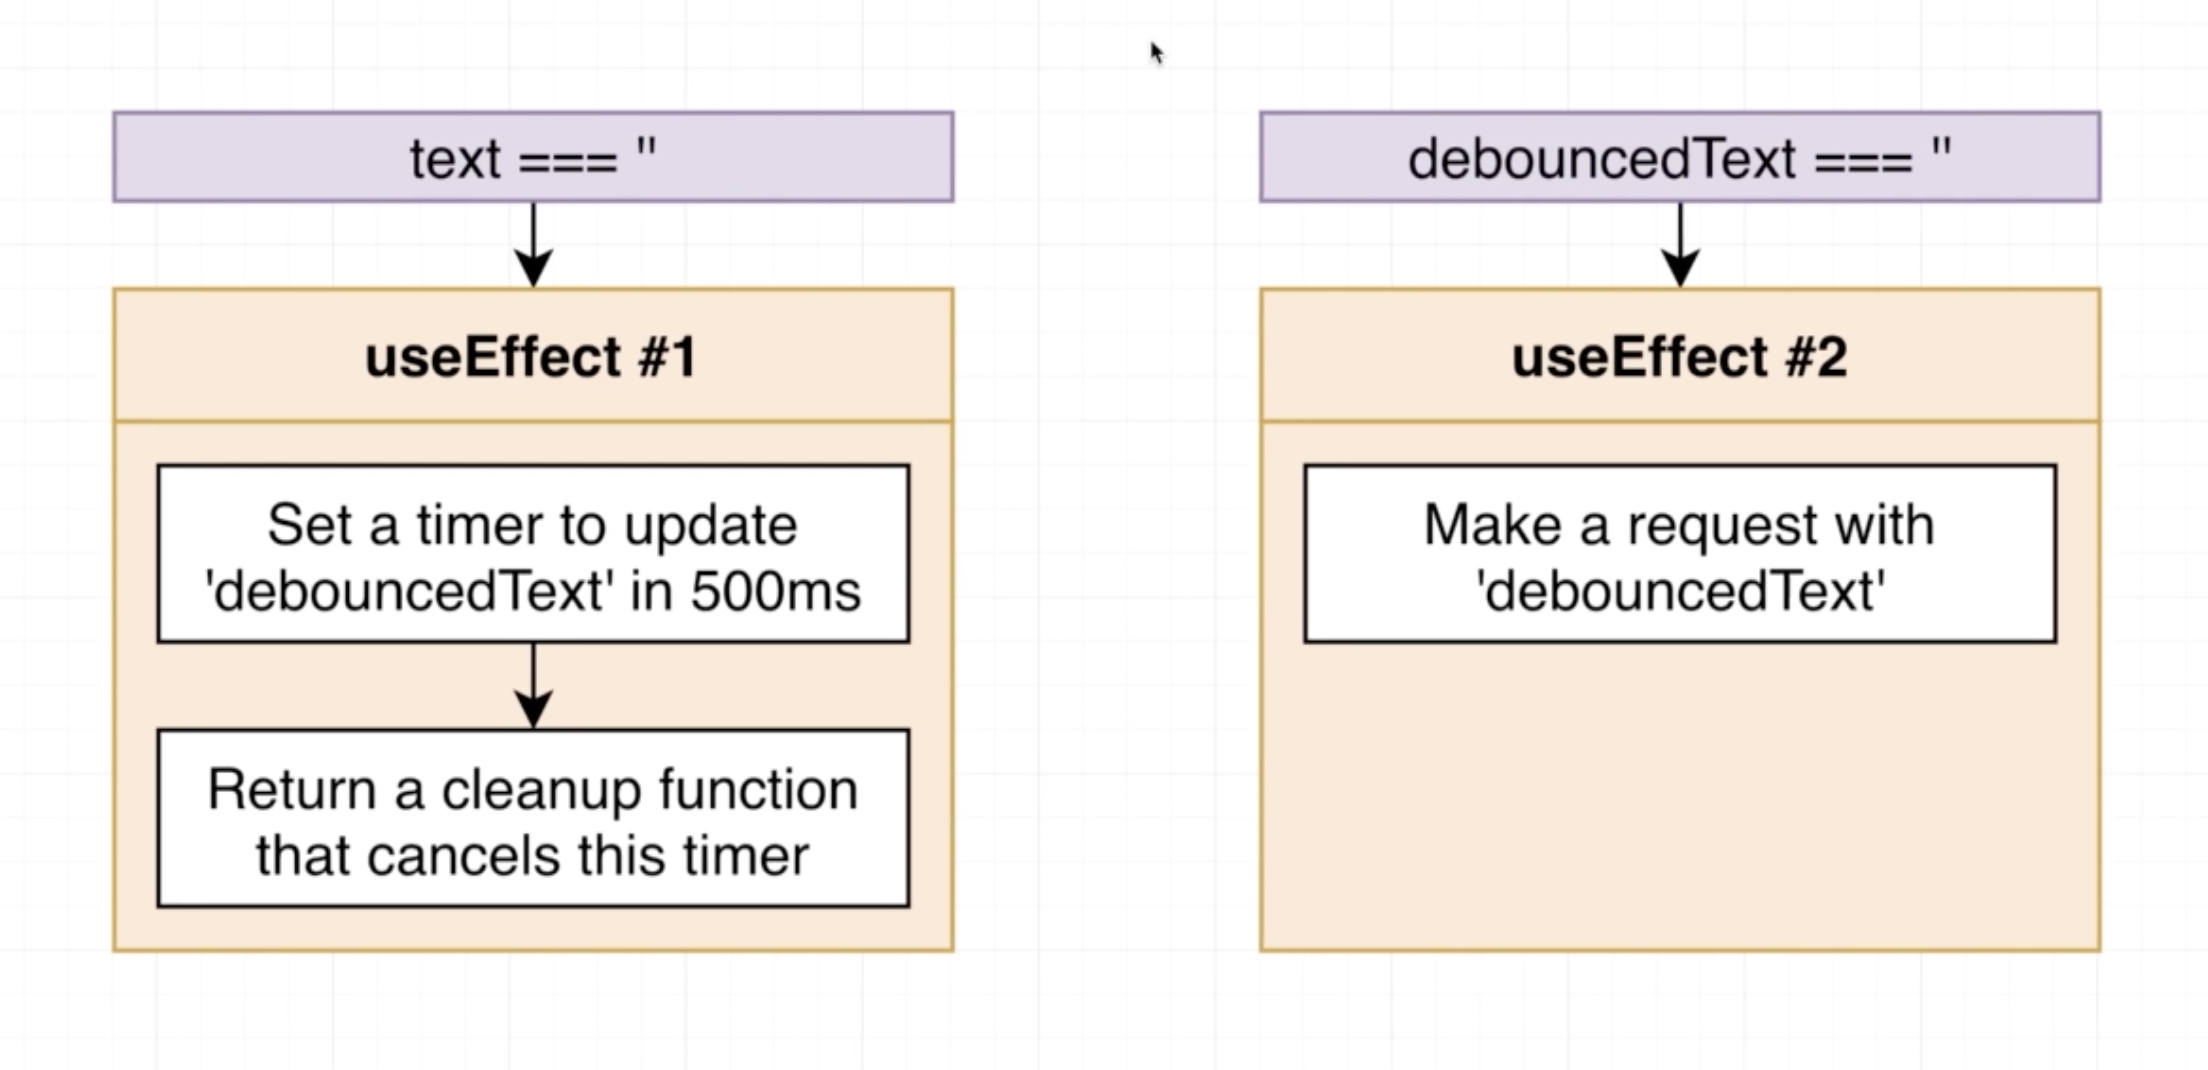 text === ''
debouncedText === ''
useEffect #1
Set a timer to update
'debouncedText' in 500ms
Return a cleanup function
that cancels this timer
useEffect #2
Make a request with
'debouncedText'